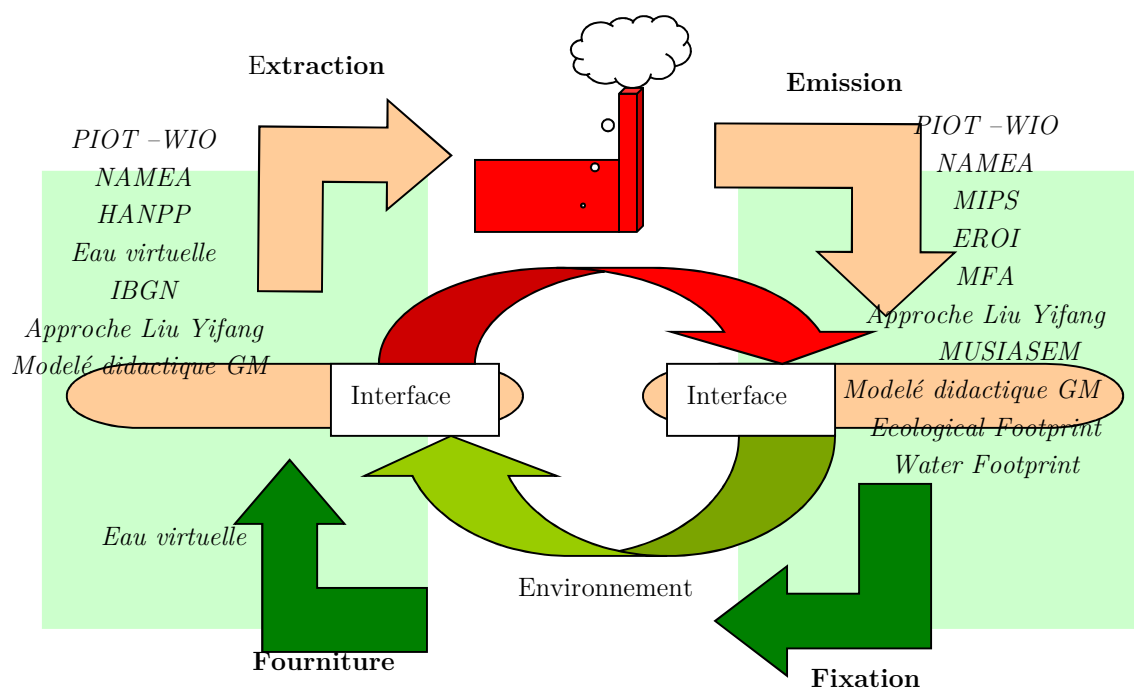 Extraction
Emission
PIOT –WIO
NAMEA
HANPP
Eau virtuelle
IBGN
Approche Liu Yifang
Modelé didactique GM
PIOT –WIO
NAMEA
MIPS
EROI
MFA
Approche Liu Yifang
MUSIASEM
Modelé didactique GM
Ecological Footprint
Water Footprint
Interface
Interface
Eau virtuelle
Environnement
Fourniture
Fixation